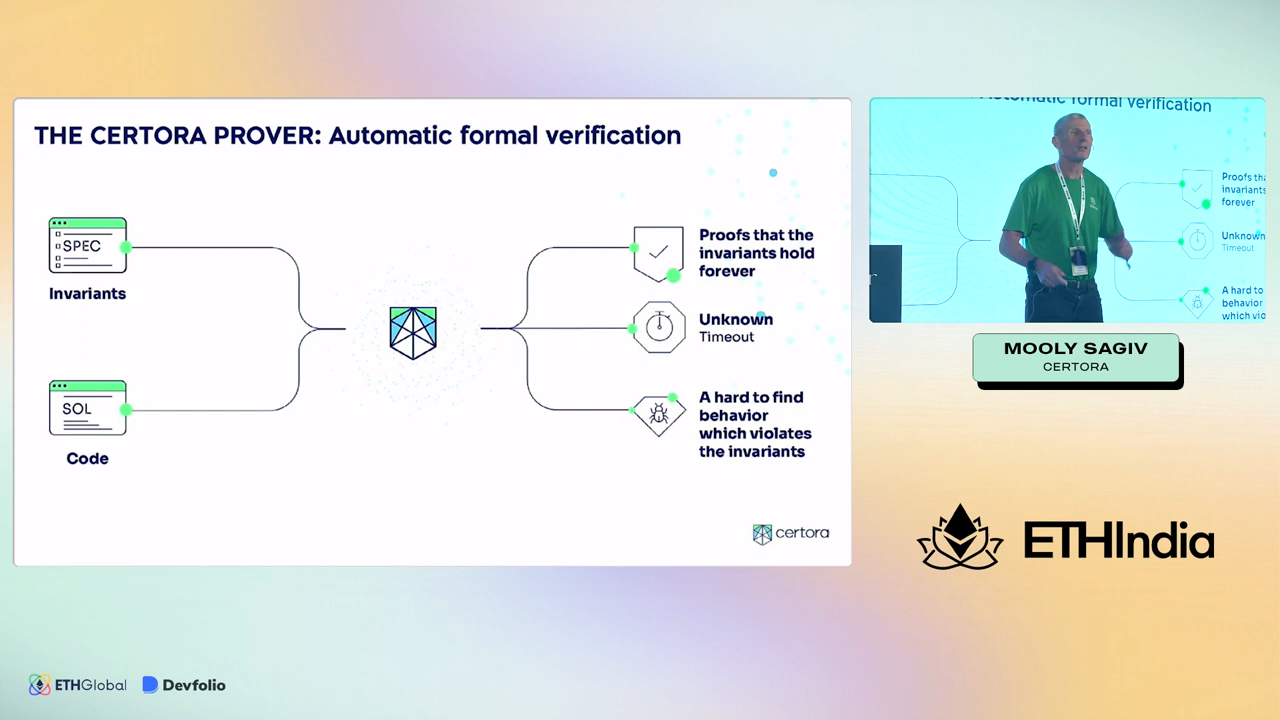 THE CERTORA PROVER: Automatic formal verification
SPEC
Invariants
SOL
Code
Proofs that the
invariants hold
forever
Unknown
Timeout
A hard to find
behavior
which violates
the invariants
certora
Automatic formal verification
Proofs tha
invariants
forever
Unknown
Timeout
A hard to
behavior
which vio
MOOLY SAGIV
CERTORA
ETHIndia
ETHGlobal
Devfolio